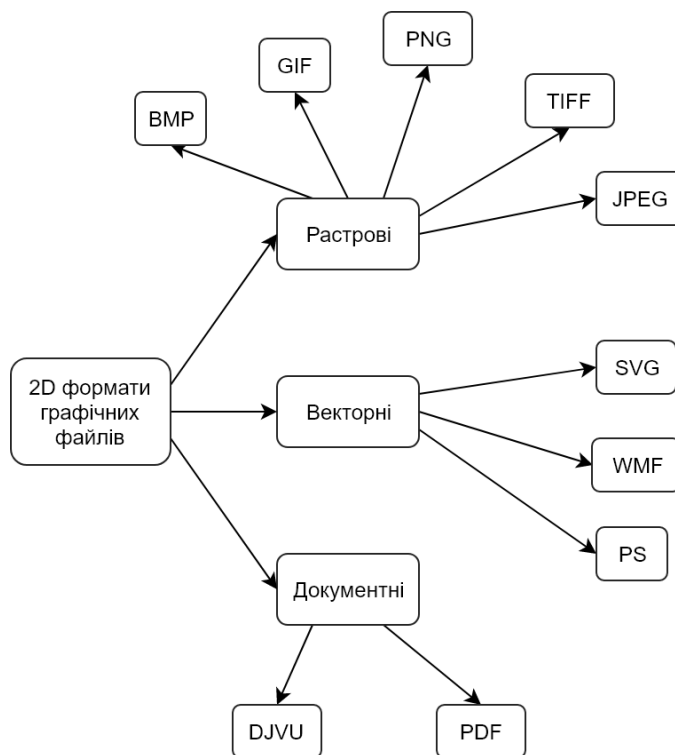 PNG
GIF
TIFF
BMP
JPEG
Растрові
2D формати
графічних
файлів
Векторні
SVG
WMF
PS
Документні
DJVU
PDF